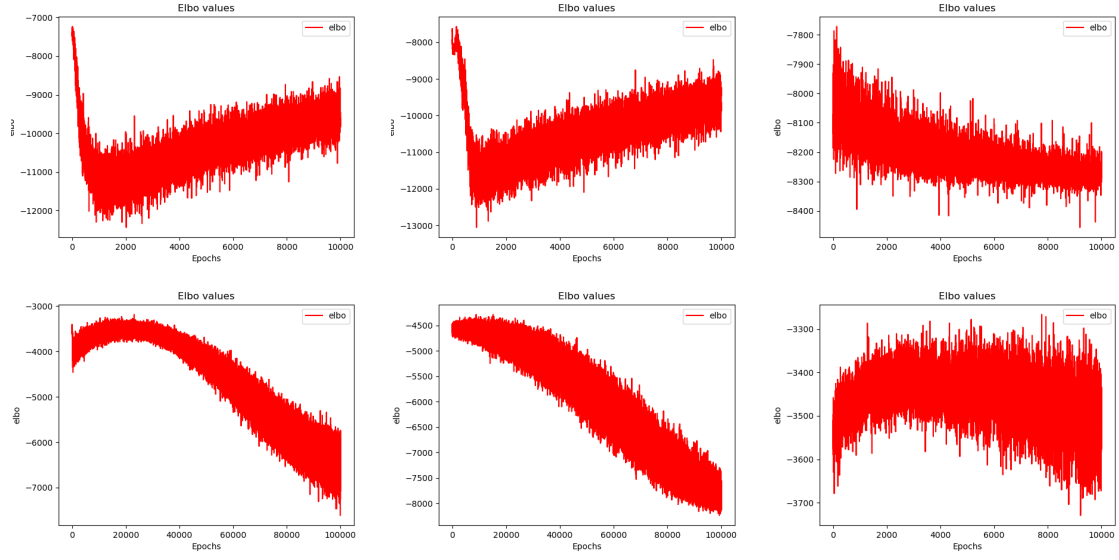 Elbo values
elbo
−7000
−8000
−9000
−10000
−11000
−12000
elbo
0 2000 4000 6000 8000 10000
Epochs
Elbo values
elbo
−8000
−9000
−10000
−11000
−12000
−13000
elbo
0 2000 4000 6000 8000 10000
Epochs
Elbo values
elbo
−7800
−7900
−8000
−8100
−8200
−8300
−8400
elbo
0 2000 4000 6000 8000 10000
Epochs
Elbo values
elbo
−3000
−4000
−5000
−6000
−7000
elbo
0 20000 40000 60000 80000 100000
Epochs
Elbo values
elbo
−4500
−5000
−5500
−6000
−6500
−7000
−7500
−8000
elbo
0 20000 40000 60000 80000 100000
Epochs
Elbo values
elbo
−3300
−3400
−3500
−3600
−3700
elbo
0 2000 4000 6000 8000 10000
Epochs